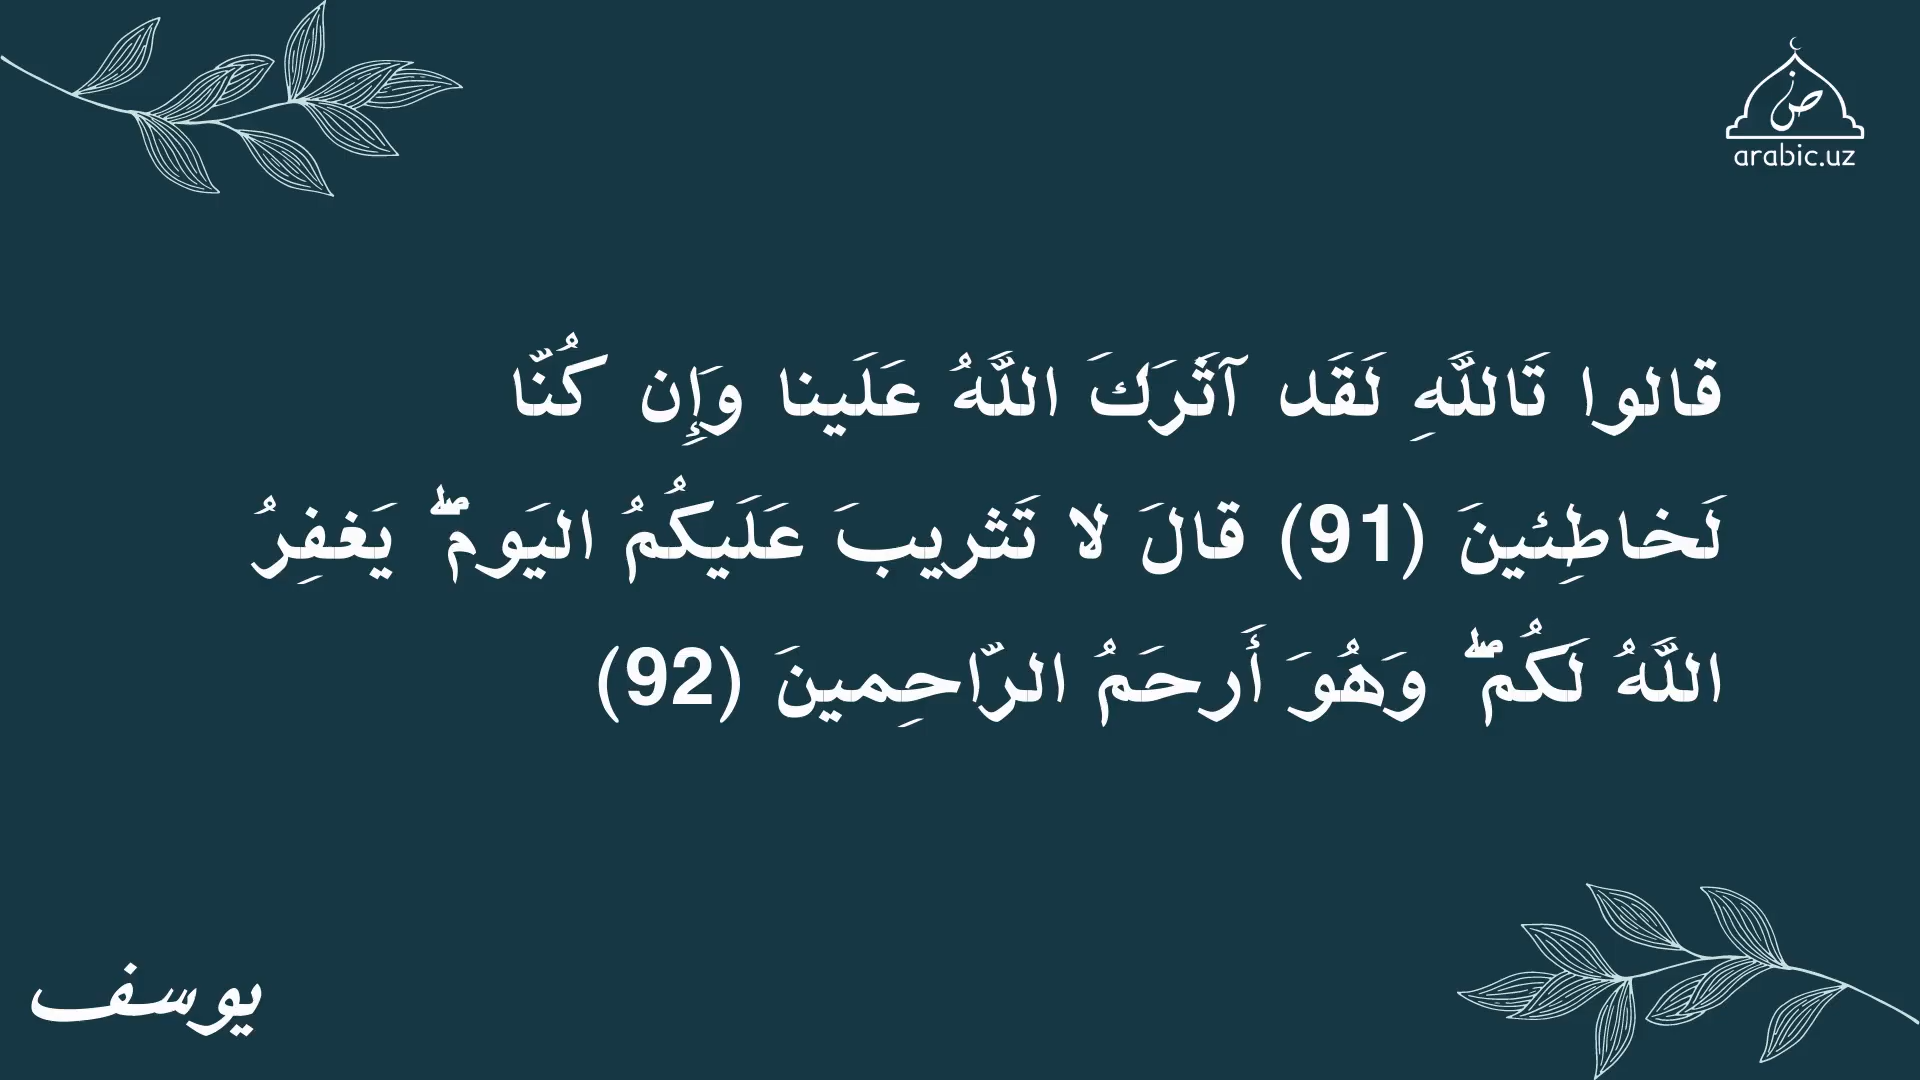 arabic.uz
قالوا تَاللَّهِ لَقَد آثَرَكَ اللَّهُ عَلَينا وَإِن كُنّا
لَخاطِئينَ (91) قالَ لا تَثريبَ عَلَيكُمُ اليَومَ ۖ يَغفِرُ
اللَّهُ لَكُم ۖ وَهُوَ أَرحَمُ الرّاحِمينَ (92)
يوسف